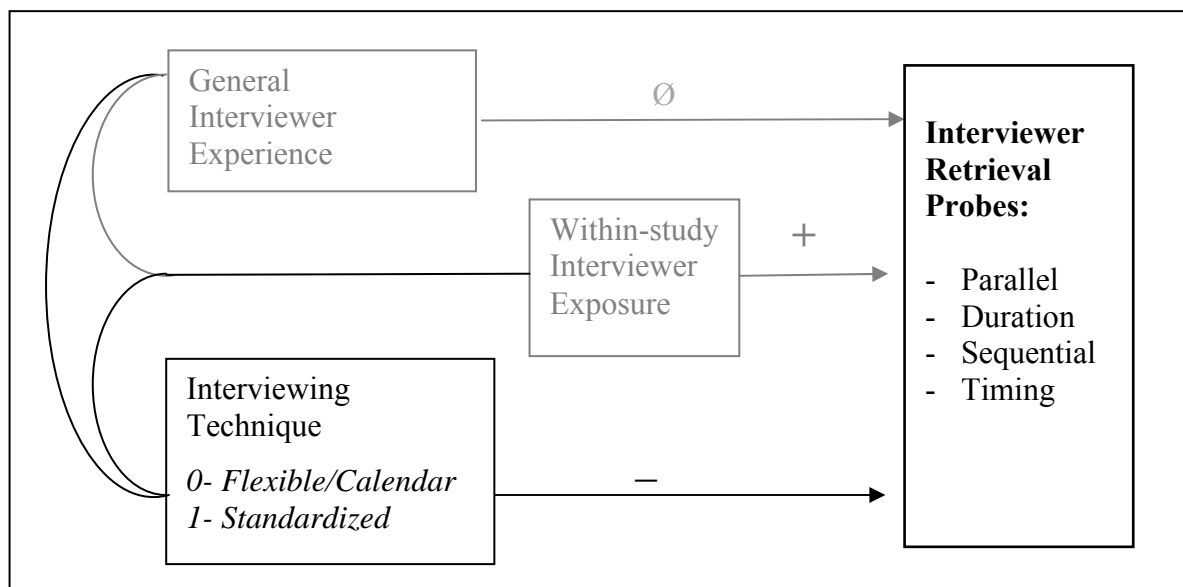 General
Interviewer
Experience
Ø
Within-study
Interviewer
Exposure
+
Interviewing
Technique
0- Flexible/Calendar
1- Standardized
–
Interviewer
Retrieval
Probes:
- Parallel
- Duration
- Sequential
- Timing